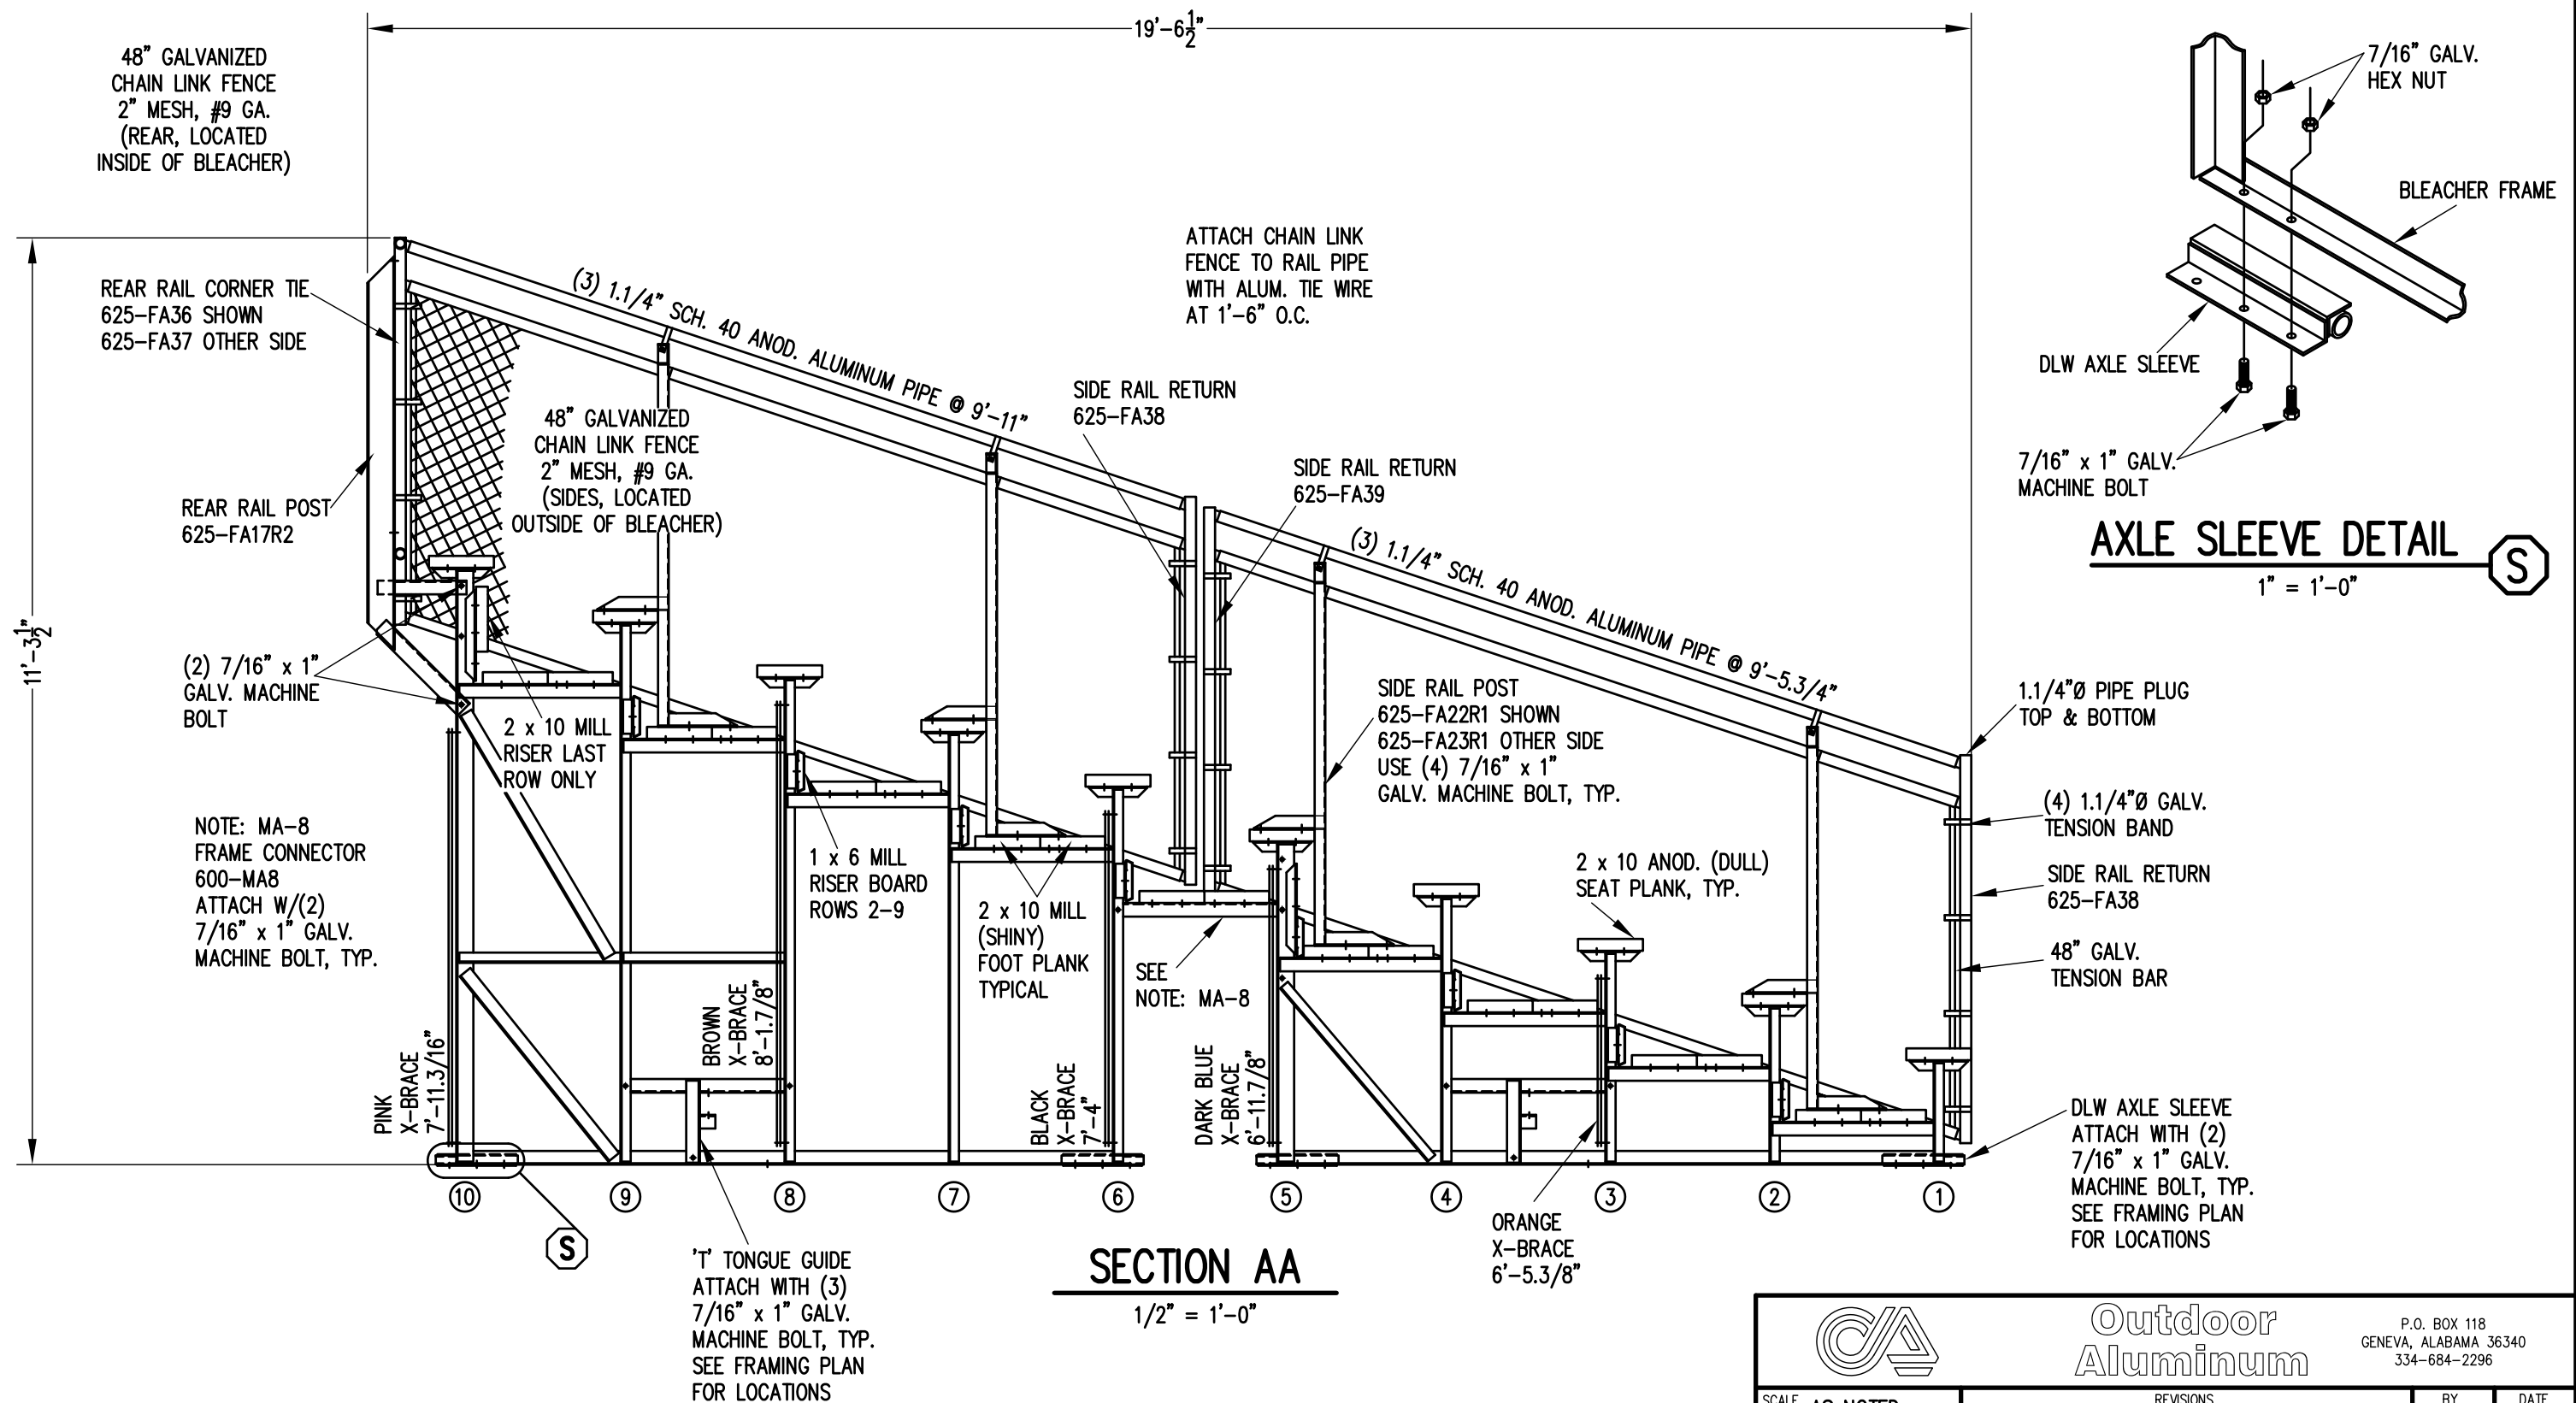 19'-6 1/2"
48" GALVANIZED
CHAIN LINK FENCE
2" MESH, #9 GA.
(REAR, LOCATED
INSIDE OF BLEACHER)
REAR RAIL CORNER TIE
625-FA36 SHOWN
625-FA37 OTHER SIDE
REAR RAIL POST
625-FA17R2
11'-3 1/2"
(2) 7/16" x 1"
GALV. MACHINE
BOLT
NOTE: MA-8
FRAME CONNECTOR
600-MA8
ATTACH W/(2)
7/16" x 1" GALV.
MACHINE BOLT, TYP.
(3) 1.1/4" SCH. 40 ANOD. ALUMINUM PIPE @ 9'-11"
48" GALVANIZED
CHAIN LINK FENCE
2" MESH, #9 GA.
(SIDES, LOCATED
OUTSIDE OF BLEACHER)
2 x 10 MILL
RISER LAST
ROW ONLY
ATTACH CHAIN LINK
FENCE TO RAIL PIPE
WITH ALUM. TIE WIRE
AT 1'-6" O.C.
SIDE RAIL RETURN
625-FA38
SIDE RAIL RETURN
625-FA39
(3) 1.1/4" SCH. 40 ANOD. ALUMINUM PIPE @ 9'-5.3/4"
SIDE RAIL POST
625-FA22R1 SHOWN
625-FA23R1 OTHER SIDE
USE (4) 7/16" x 1"
GALV. MACHINE BOLT, TYP.
1 x 6 MILL
RISER BOARD
ROWS 2-9
2 x 10 MILL
(SHINY)
FOOT PLANK
TYPICAL
SEE
NOTE: MA-8
2 x 10 ANOD. (DULL)
SEAT PLANK, TYP.
1.1/4"Ø PIPE PLUG
TOP & BOTTOM
(4) 1.1/4"Ø GALV.
TENSION BAND
SIDE RAIL RETURN
625-FA38
48" GALV.
TENSION BAR
DLW AXLE SLEEVE
ATTACH WITH (2)
7/16" x 1" GALV.
MACHINE BOLT, TYP.
SEE FRAMING PLAN
FOR LOCATIONS
PINK
X-BRACE
7'-11.3/16"
BROWN
X-BRACE
8'-1.7/8"
BLACK
X-BRACE
7'-4"
DARK BLUE
X-BRACE
6'-11.7/8"
ORANGE
X-BRACE
6'-5.3/8"
10 9 8 7 6 5 4 3 2 1
S
'T' TONGUE GUIDE
ATTACH WITH (3)
7/16" x 1" GALV.
MACHINE BOLT, TYP.
SEE FRAMING PLAN
FOR LOCATIONS
SECTION AA
1/2" = 1'-0"
7/16" GALV.
HEX NUT
BLEACHER FRAME
DLW AXLE SLEEVE
7/16" x 1" GALV.
MACHINE BOLT
AXLE SLEEVE DETAIL
S
1" = 1'-0"
Outdoor
Aluminum
P.O. BOX 118
GENEVA, ALABAMA 36340
334-684-2296
SCALE AS NOTED
REVISIONS
BY
DATE